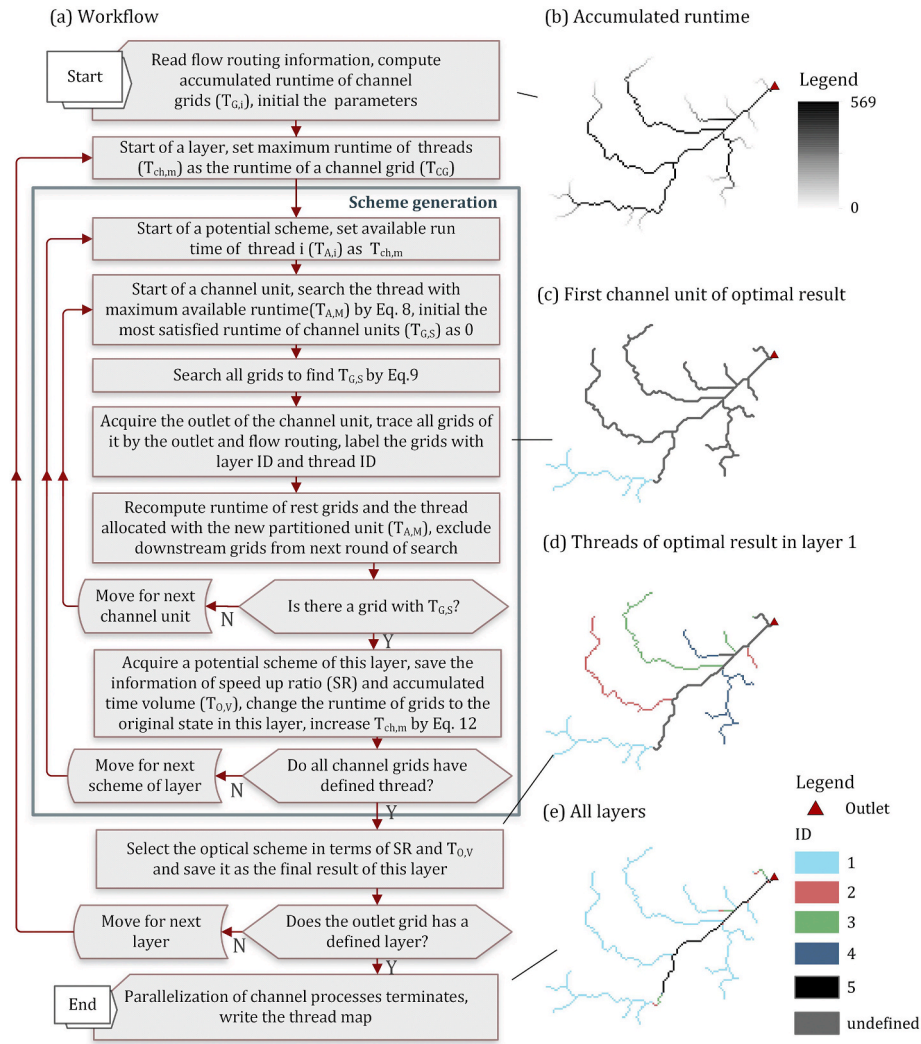 (a) Workflow
Start
Read flow routing information, compute
accumulated runtime of channel
grids (T_G,i), initial the parameters
Start of a layer, set maximum runtime of threads
(T_ch,m) as the runtime of a channel grid (T_CG)
Scheme generation
Start of a potential scheme, set available run
time of thread i (T_A,i) as T_ch,m
Start of a channel unit, search the thread with
maximum available runtime(T_A,M) by Eq. 8, initial the
most satisfied runtime of channel units (T_G,S) as 0
Search all grids to find T_G,S by Eq.9
Acquire the outlet of the channel unit, trace all grids of
it by the outlet and flow routing, label the grids with
layer ID and thread ID
Recompute runtime of rest grids and the thread
allocated with the new partitioned unit (T_A,M), exclude
downstream grids from next round of search
Move for next
channel unit
N
Is there a grid with T_G,S?
Y
Acquire a potential scheme of this layer, save the
information of speed up ratio (SR) and accumulated
time volume (T_O,V), change the runtime of grids to the
original state in this layer, increase T_ch,m by Eq. 12
Move for next
scheme of layer
N
Do all channel grids have
defined thread?
Y
Select the optical scheme in terms of SR and T_O,V
and save it as the final result of this layer
Move for next
layer
N
Does the outlet grid has a
defined layer?
Y
End
Parallelization of channel processes terminates,
write the thread map
(b) Accumulated runtime
Legend
569
0
(c) First channel unit of optimal result
(d) Threads of optimal result in layer 1
(e) All layers
Legend
Outlet
ID
1
2
3
4
5
undefined